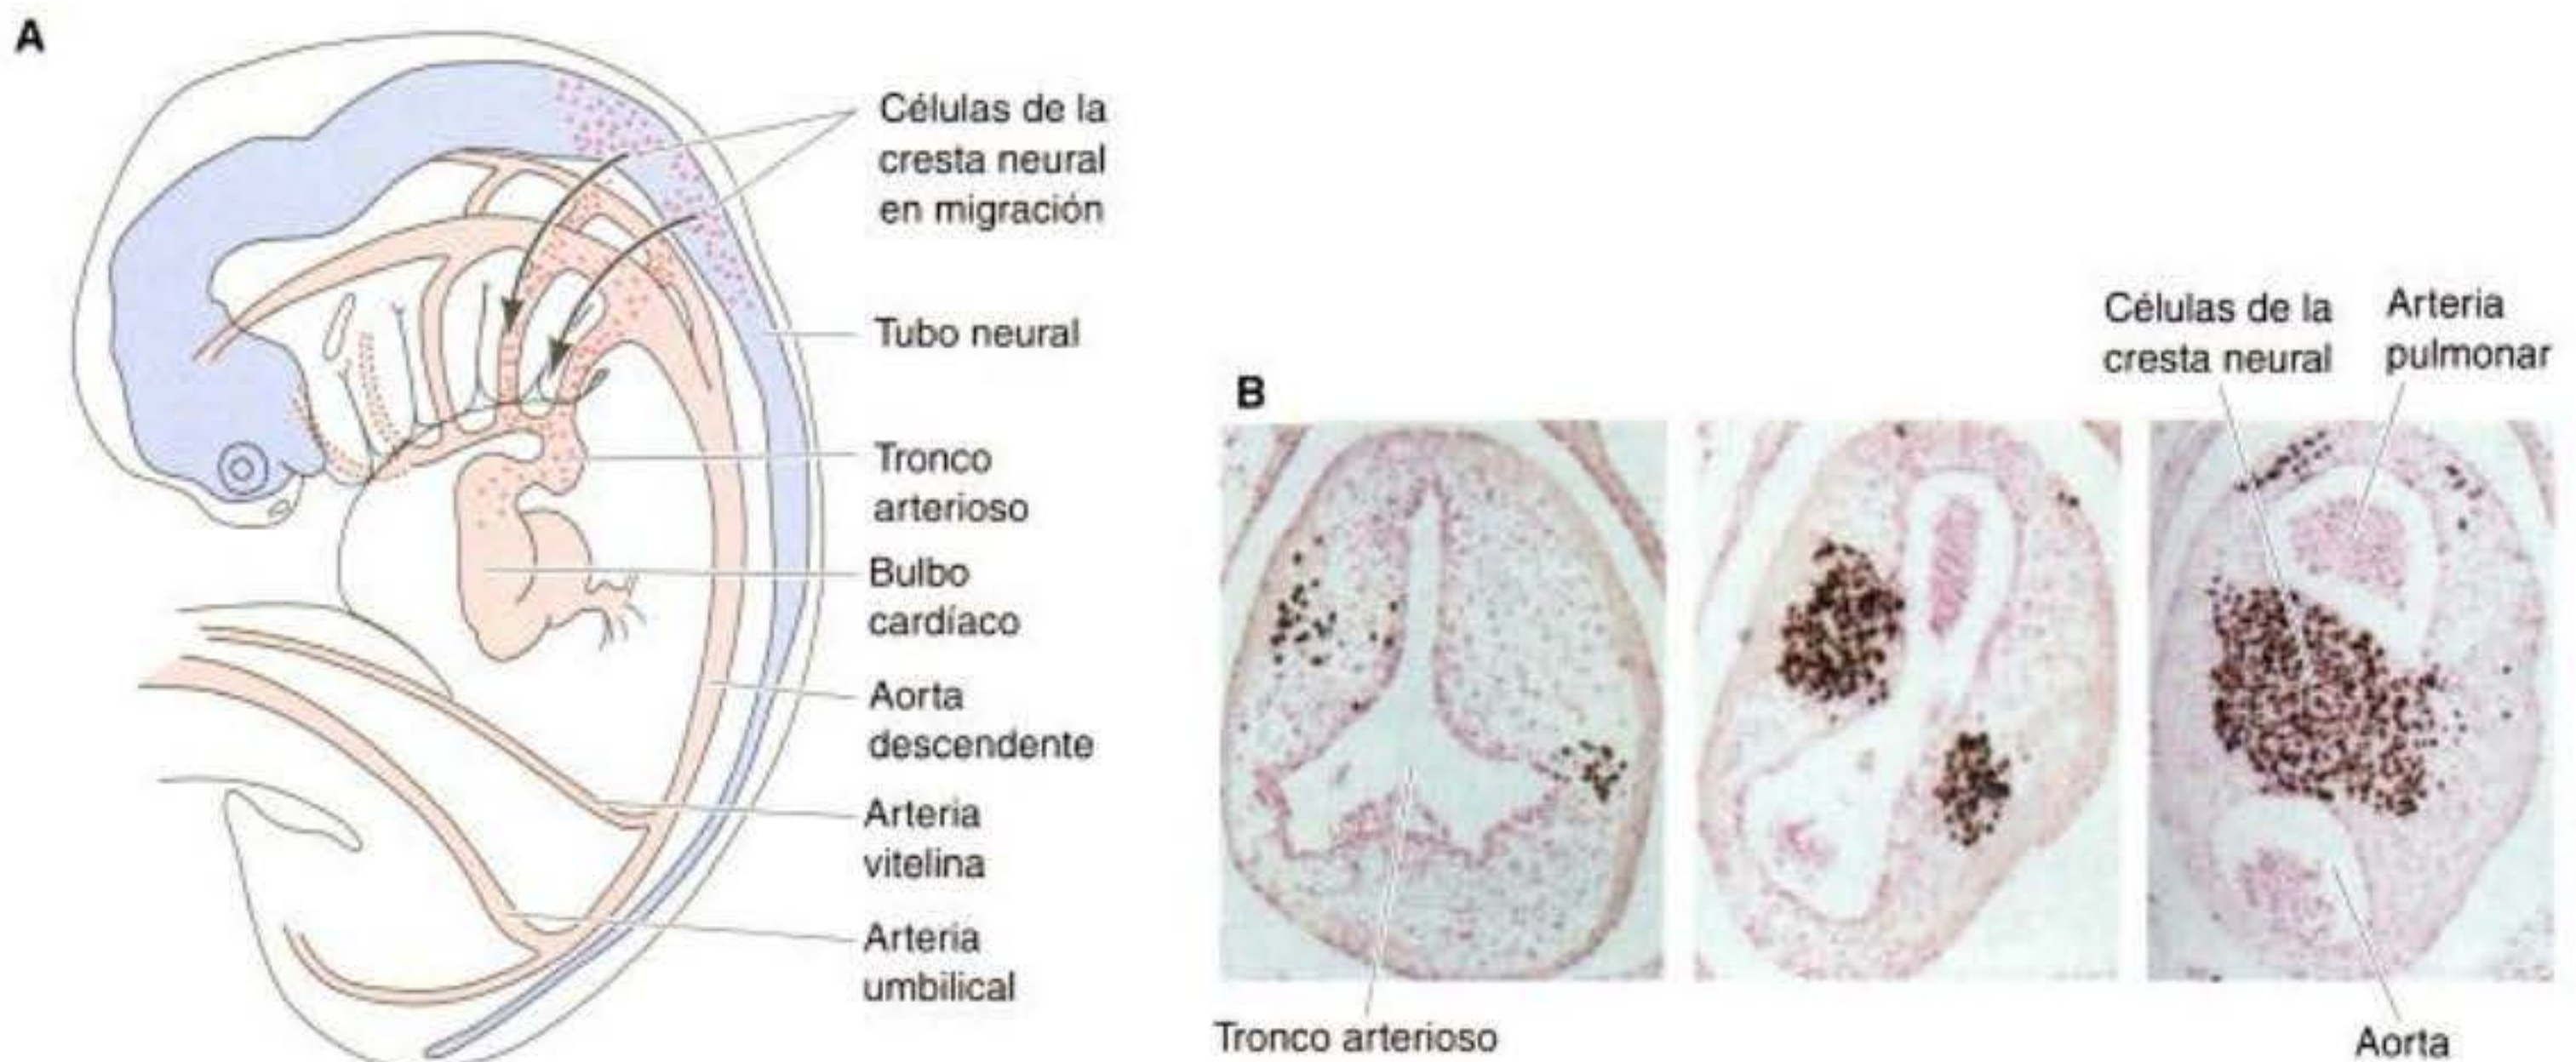 A
Células de la
cresta neural
en migración
Tubo neural
Tronco
arterioso
Bulbo
cardíaco
Aorta
descendente
Arteria
vitelina
Arteria
umbilical
B
Células de la
cresta neural
Arteria
pulmonar
Tronco arterioso
Aorta